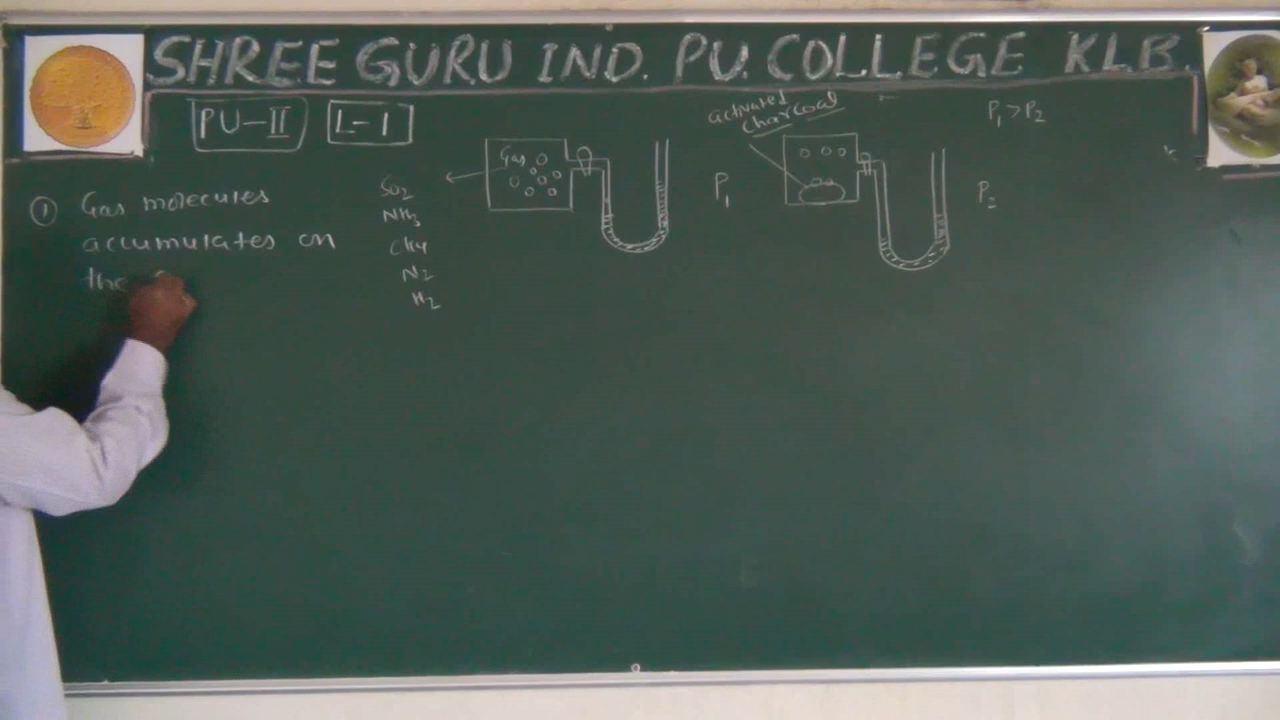 SHREE GURU IND. PU. COLLEGE KLB.
PU-II L-1
① Gas molecules
accumulates on
the
SO2
NH3
CH4
N2
H2
Gas
P1
activated
charcoal
P2
P1 > P2